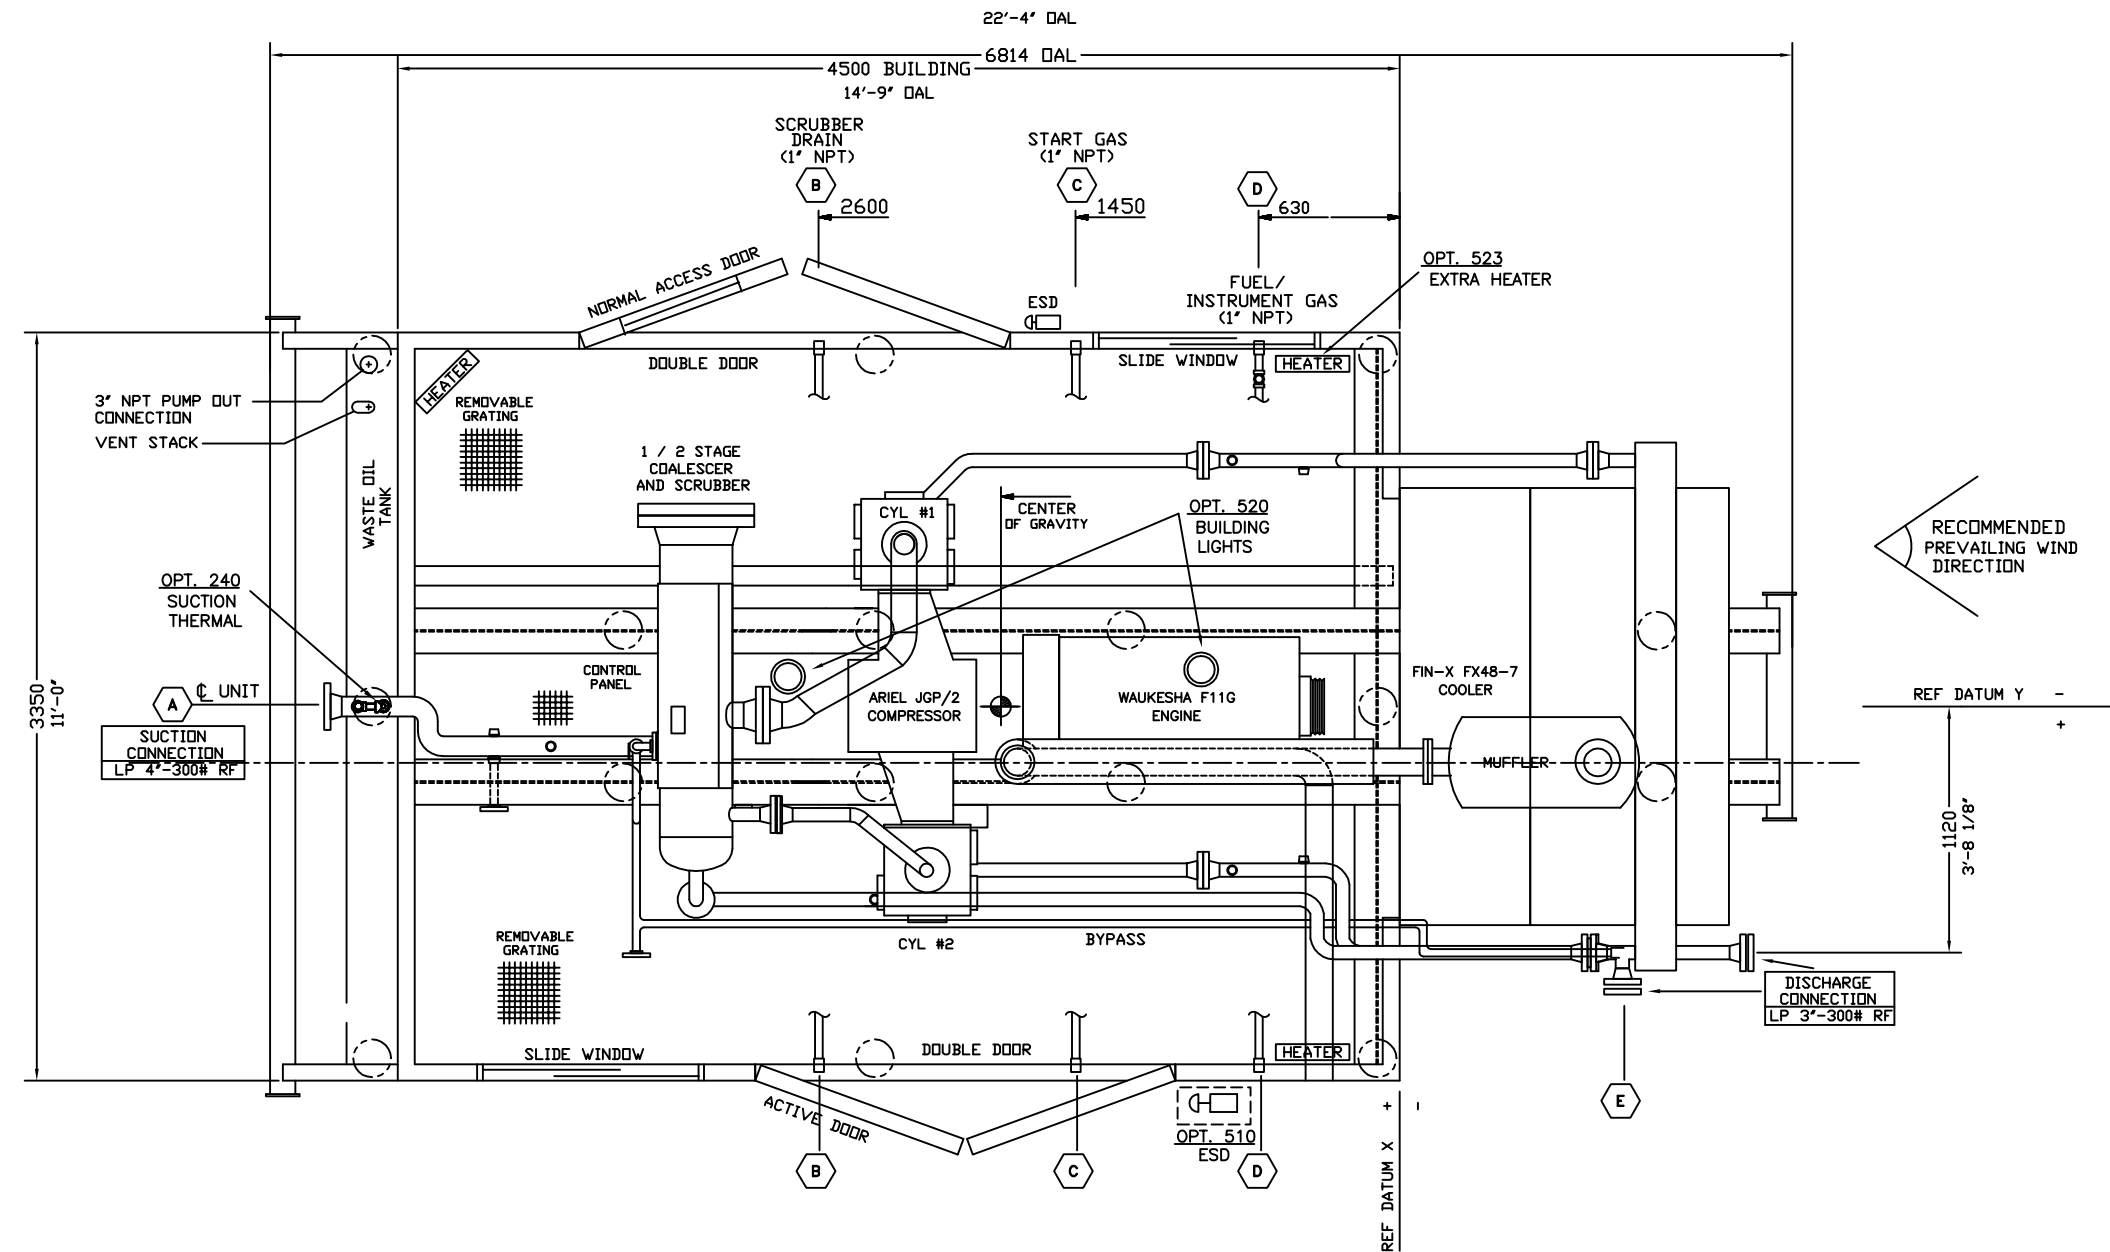 22'-4" OAL
6814 OAL
4500 BUILDING
14'-9" OAL
SCRUBBER
DRAIN
(1" NPT)
B
2600
START GAS
(1" NPT)
C
1450
D
630
OPT. 523
EXTRA HEATER
NORMAL ACCESS DOOR
ESD
FUEL/
INSTRUMENT GAS
(1" NPT)
DOUBLE DOOR
SLIDE WINDOW
HEATER
HEATER
3" NPT PUMP OUT
CONNECTION
VENT STACK
REMOVABLE
GRATING
WASTE OIL
TANK
1 / 2 STAGE
COALESCER
AND SCRUBBER
CYL #1
CENTER
OF GRAVITY
OPT. 520
BUILDING
LIGHTS
RECOMMENDED
PREVAILING WIND
DIRECTION
OPT. 240
SUCTION
THERMAL
3350
11'-0"
A
℄ UNIT
SUCTION
CONNECTION
LP 4"-300# RF
CONTROL
PANEL
ARIEL JGP/2
COMPRESSOR
WAUKESHA F11G
ENGINE
FIN-X FX48-7
COOLER
MUFFLER
REF DATUM Y
-
+
1120
3'-8 1/8"
CYL #2
BYPASS
REMOVABLE
GRATING
DISCHARGE
CONNECTION
LP 3"-300# RF
SLIDE WINDOW
DOUBLE DOOR
HEATER
ACTIVE DOOR
OPT. 510
ESD
B
C
D
E
+ -
REF DATUM X